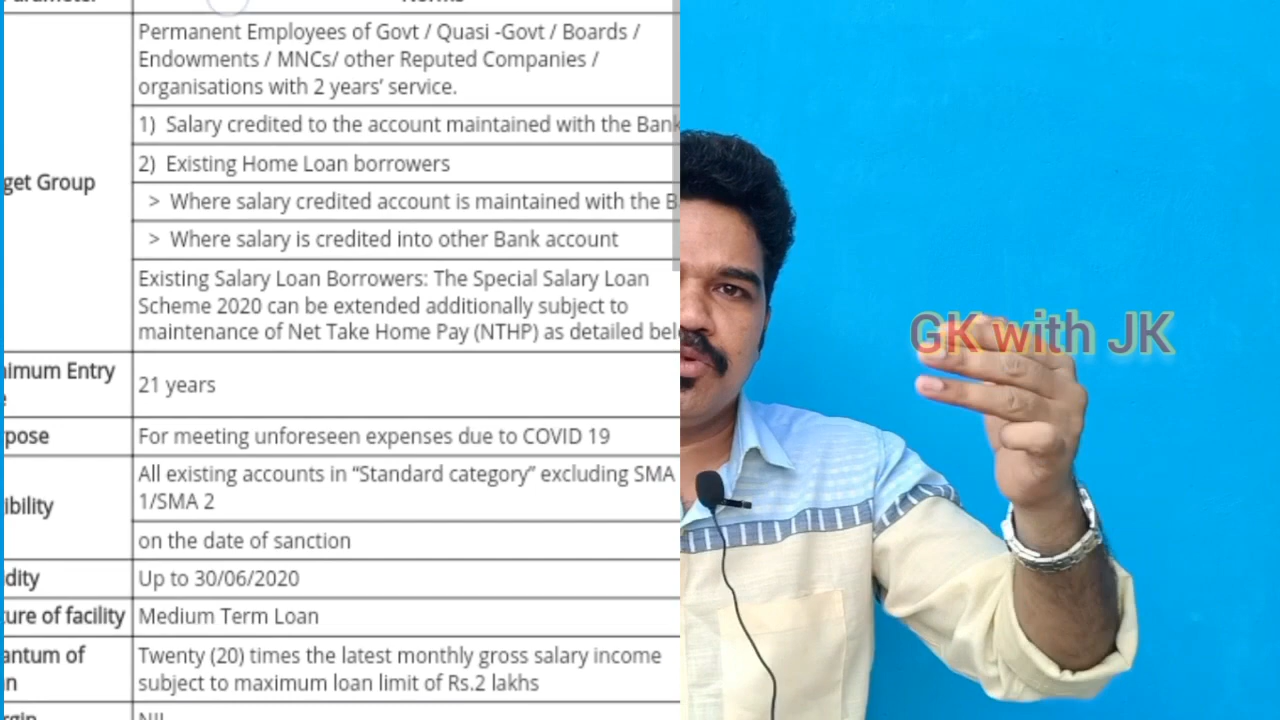 Norms
Permanent Employees of Govt / Quasi -Govt / Boards /
Endowments / MNCs/ other Reputed Companies /
organisations with 2 years’ service.
1) Salary credited to the account maintained with the Bank
get Group
2) Existing Home Loan borrowers
> Where salary credited account is maintained with the B
> Where salary is credited into other Bank account
Existing Salary Loan Borrowers: The Special Salary Loan
Scheme 2020 can be extended additionally subject to
maintenance of Net Take Home Pay (NTHP) as detailed bel
nimum Entry
21 years
pose
For meeting unforeseen expenses due to COVID 19
ibility
All existing accounts in “Standard category” excluding SMA
1/SMA 2
on the date of sanction
dity
Up to 30/06/2020
ture of facility
Medium Term Loan
antum of
n
Twenty (20) times the latest monthly gross salary income
subject to maximum loan limit of Rs.2 lakhs
NIL
GK with JK